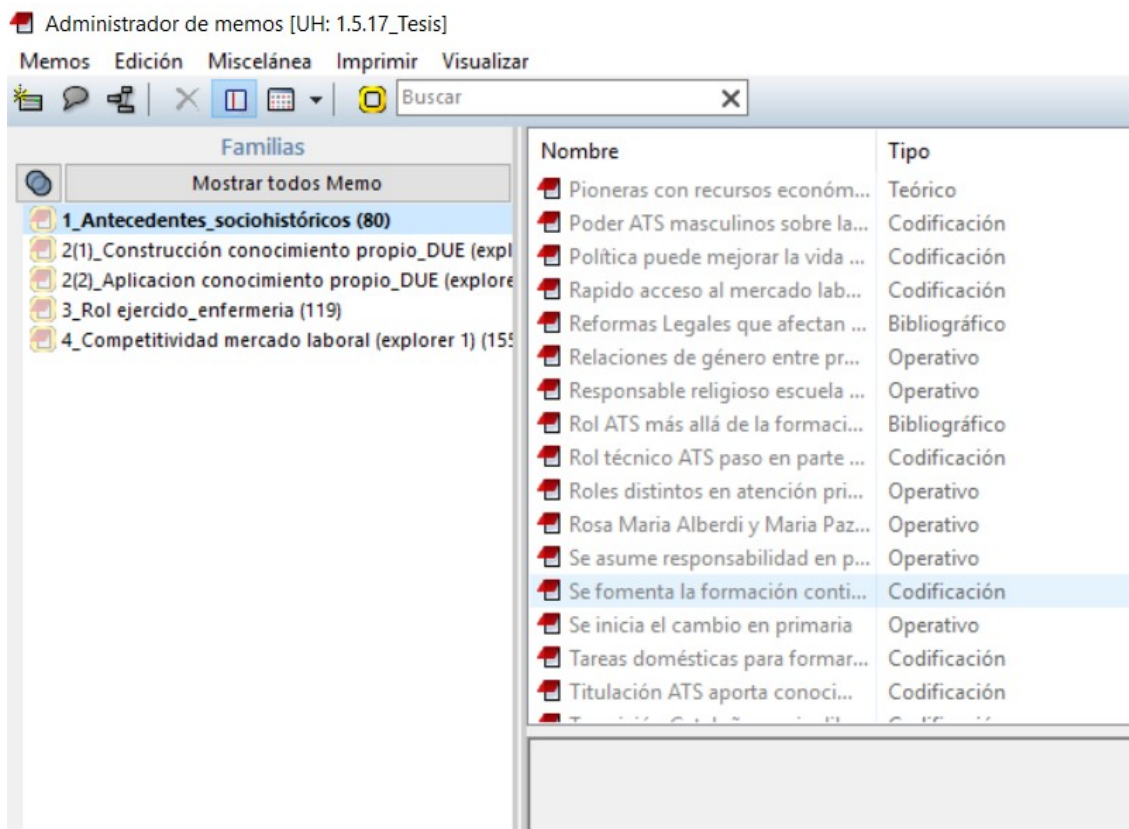 Administrador de memos [UH: 1.5.17_Tesis]
Memos Edición Miscelánea Imprimir Visualizar
Buscar
Familias
Mostrar todos Memo
1_Antecedentes_sociohistóricos (80)
2(1)_Construcción conocimiento propio_DUE (expl
2(2)_Aplicacion conocimiento propio_DUE (explore
3_Rol ejercido_enfermeria (119)
4_Competitividad mercado laboral (explorer 1) (155
Nombre Tipo
Pioneras con recursos económ... Teórico
Poder ATS masculinos sobre la... Codificación
Política puede mejorar la vida ... Codificación
Rapido acceso al mercado lab... Codificación
Reformas Legales que afectan ... Bibliográfico
Relaciones de género entre pr... Operativo
Responsable religioso escuela ... Operativo
Rol ATS más allá de la formaci... Bibliográfico
Rol técnico ATS paso en parte ... Codificación
Roles distintos en atención pri... Operativo
Rosa Maria Alberdi y Maria Paz... Operativo
Se asume responsabilidad en p... Operativo
Se fomenta la formación conti... Codificación
Se inicia el cambio en primaria Operativo
Tareas domésticas para formar... Codificación
Titulación ATS aporta conoci... Codificación